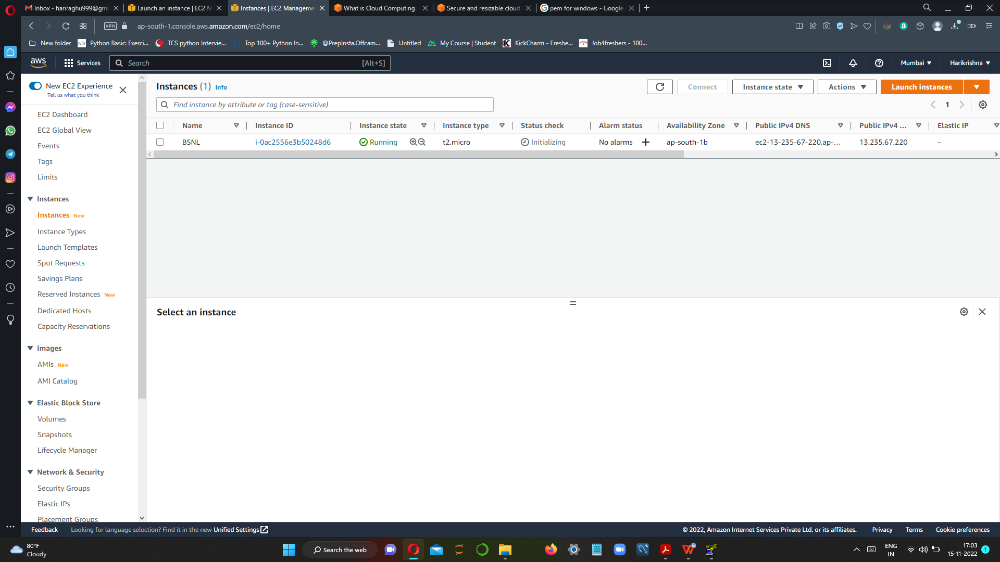 Inbox - hariraghu999@gm
Launch an instance | EC2 M
Instances | EC2 Manageme
What is Cloud Computing
Secure and resizable cloud
pem for windows - Google
VPN
ap-south-1.console.aws.amazon.com/ec2/home
New folder
w3r
Python Basic: Exerci...
TCS python Intervie...
e!
Top 100+ Python In...
@PrepInsta.Offcam...
Untitled
My Course | Student
KickCharm - Freshe...
Job4freshers - 100...
aws
Services
Search
[Alt+S]
Mumbai
Harikrishna
New EC2 Experience
Tell us what you think
EC2 Dashboard
EC2 Global View
Events
Tags
Limits
Instances
Instances New
Instance Types
Launch Templates
Spot Requests
Savings Plans
Reserved Instances New
Dedicated Hosts
Capacity Reservations
Images
AMIs New
AMI Catalog
Elastic Block Store
Volumes
Snapshots
Lifecycle Manager
Network & Security
Security Groups
Elastic IPs
Placement Groups
Instances (1) Info
Connect
Instance state
Actions
Launch instances
Find instance by attribute or tag (case-sensitive)
1
Name Instance ID Instance state Instance type Status check Alarm status Availability Zone Public IPv4 DNS Public IPv4 ... Elastic IP
BSNL i-0ac2556e3b50248d6 Running t2.micro Initializing No alarms + ap-south-1b ec2-13-235-67-220.ap-... 13.235.67.220 –
Select an instance
Feedback
Looking for language selection? Find it in the new Unified Settings
© 2022, Amazon Internet Services Private Ltd. or its affiliates.
Privacy
Terms
Cookie preferences
80°F
Cloudy
Search the web
ENG
IN
17:03
15-11-2022
1